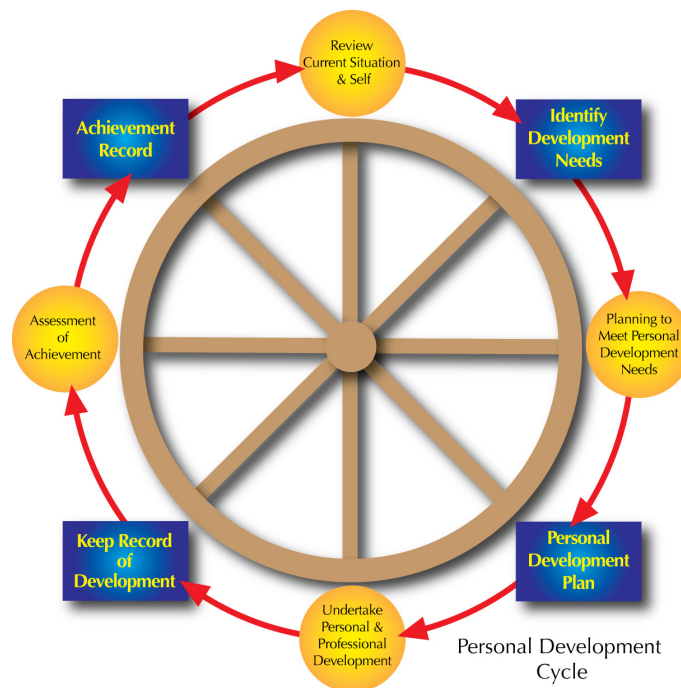 Review
Current Situation
& Self
Identify
Development
Needs
Planning to
Meet Personal
Development
Needs
Personal
Development
Plan
Undertake
Personal &
Professional
Development
Keep Record
of
Development
Assessment
of
Achievement
Achievement
Record
Personal Development
Cycle